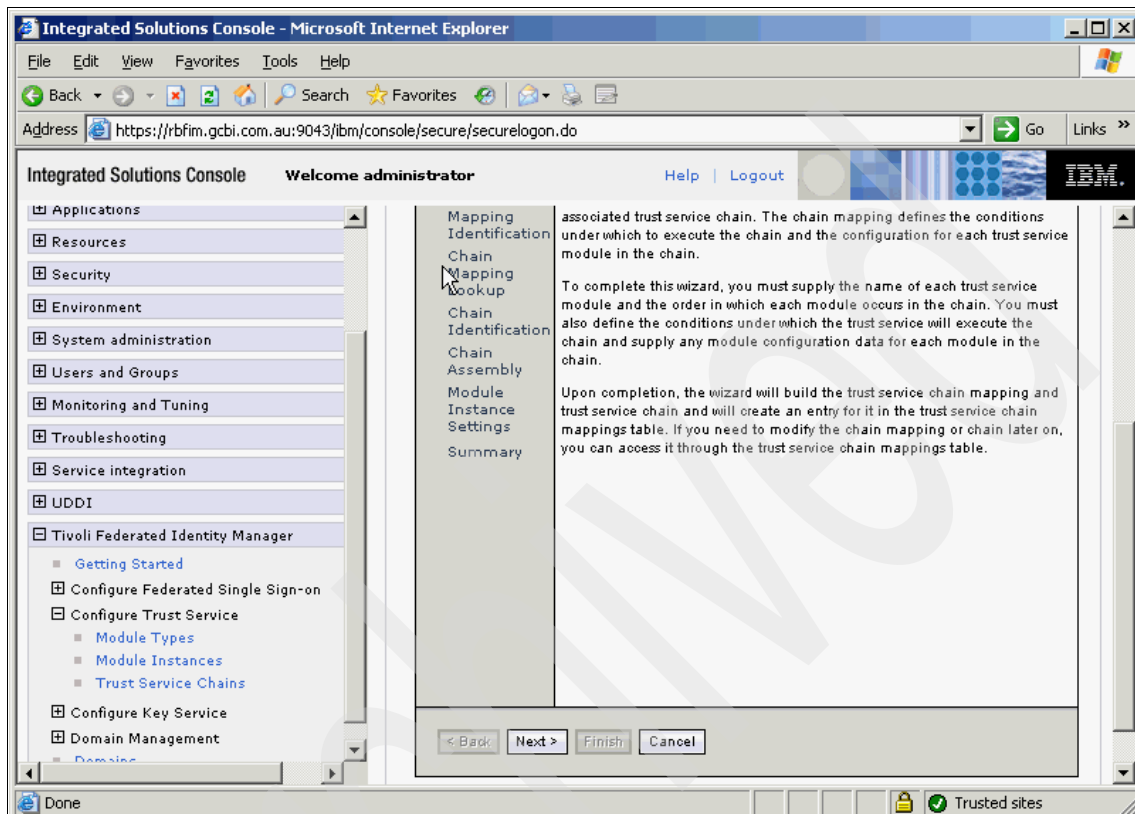 Integrated Solutions Console - Microsoft Internet Explorer
File Edit View Favorites Tools Help
Back Search Favorites
Address https://rbfim.gcbi.com.au:9043/ibm/console/secure/securelogon.do Go Links »
Integrated Solutions Console Welcome administrator Help | Logout IBM.
Applications
Resources
Security
Environment
System administration
Users and Groups
Monitoring and Tuning
Troubleshooting
Service integration
UDDI
Tivoli Federated Identity Manager
Getting Started
Configure Federated Single Sign-on
Configure Trust Service
Module Types
Module Instances
Trust Service Chains
Configure Key Service
Domain Management
Domains
Mapping
Identification
Chain
Mapping
Lookup
Chain
Identification
Chain
Assembly
Module
Instance
Settings
Summary
associated trust service chain. The chain mapping defines the conditions
under which to execute the chain and the configuration for each trust service
module in the chain.
To complete this wizard, you must supply the name of each trust service
module and the order in which each module occurs in the chain. You must
also define the conditions under which the trust service will execute the
chain and supply any module configuration data for each module in the
chain.
Upon completion, the wizard will build the trust service chain mapping and
trust service chain and will create an entry for it in the trust service chain
mappings table. If you need to modify the chain mapping or chain later on,
you can access it through the trust service chain mappings table.
< Back Next > Finish Cancel
Done Trusted sites